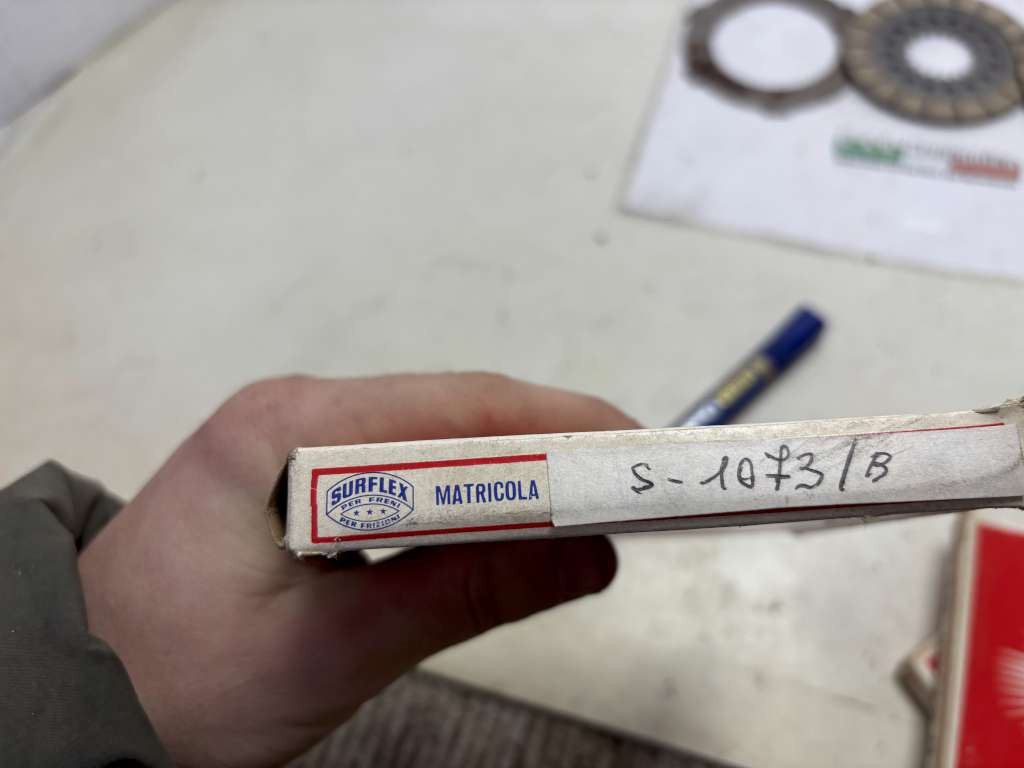 SURFLEX
PER FRENI
PER FRIZIONI
MATRICOLA
S-1073/B